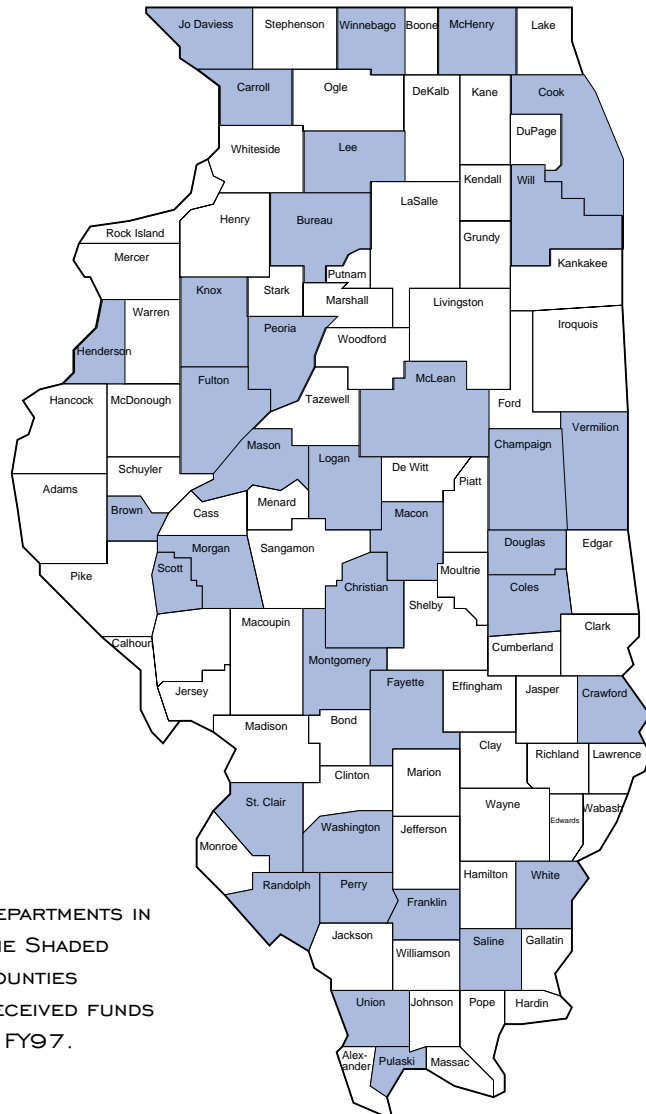 Jo Daviess
Stephenson
Winnebago
Boone
McHenry
Lake
Carroll
Ogle
DeKalb
Kane
Cook
DuPage
Whiteside
Lee
Kendall
Will
LaSalle
Henry
Bureau
Rock Island
Grundy
Mercer
Putnam
Kankakee
Knox
Stark
Marshall
Livingston
Warren
Iroquois
Peoria
Woodford
Henderson
Fulton
McLean
Hancock
McDonough
Tazewell
Ford
Vermilion
Mason
Champaign
Logan
Schuyler
De Witt
Piatt
Adams
Brown
Cass
Menard
Macon
Morgan
Sangamon
Douglas
Edgar
Pike
Scott
Moultrie
Christian
Coles
Shelby
Macoupin
Clark
Calhoun
Cumberland
Montgomery
Fayette
Effingham
Jasper
Crawford
Jersey
Madison
Bond
Clay
Richland
Lawrence
Clinton
Marion
St. Clair
Wayne
Wabash
Edwards
Washington
Jefferson
Monroe
Hamilton
White
Randolph
Perry
Franklin
Jackson
Saline
Gallatin
Williamson
Union
Johnson
Pope
Hardin
Alex-
ander
Pulaski
Massac
EPARTMENTS IN
HE SHADED
OUNTIES
ECEIVED FUNDS
FY97.